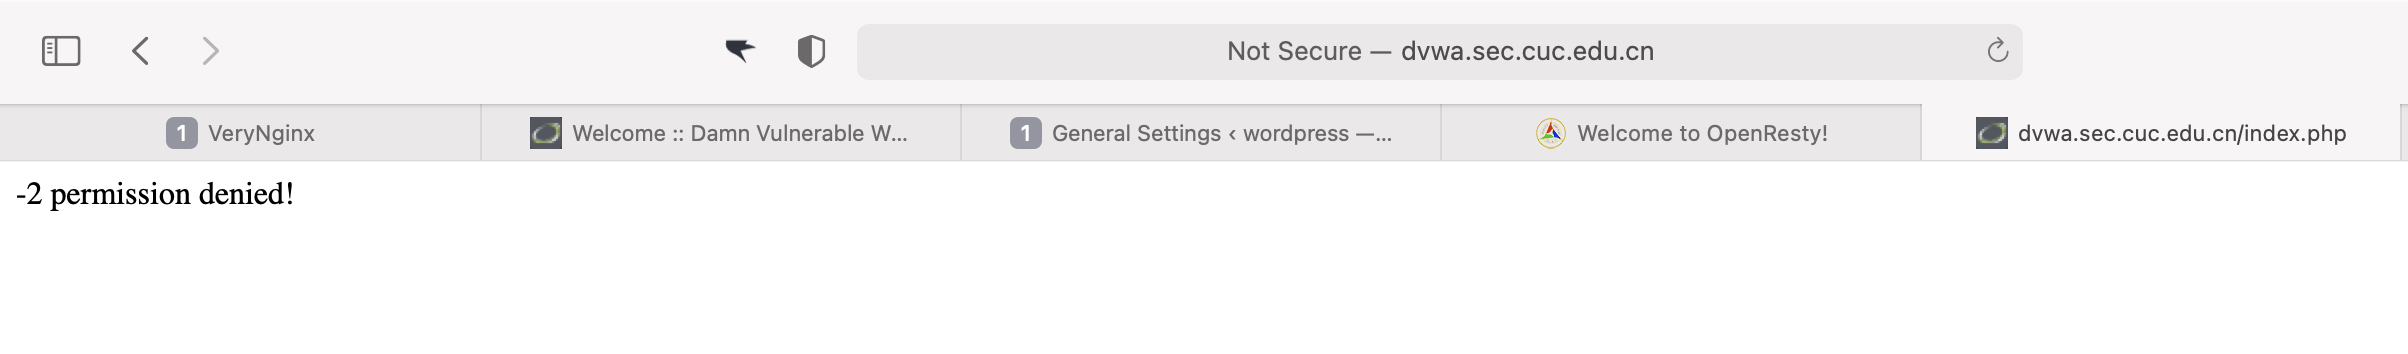 Not Secure — dvwa.sec.cuc.edu.cn
1 VeryNginx
Welcome :: Damn Vulnerable W...
1 General Settings ‹ wordpress —...
Welcome to OpenResty!
dvwa.sec.cuc.edu.cn/index.php
-2 permission denied!